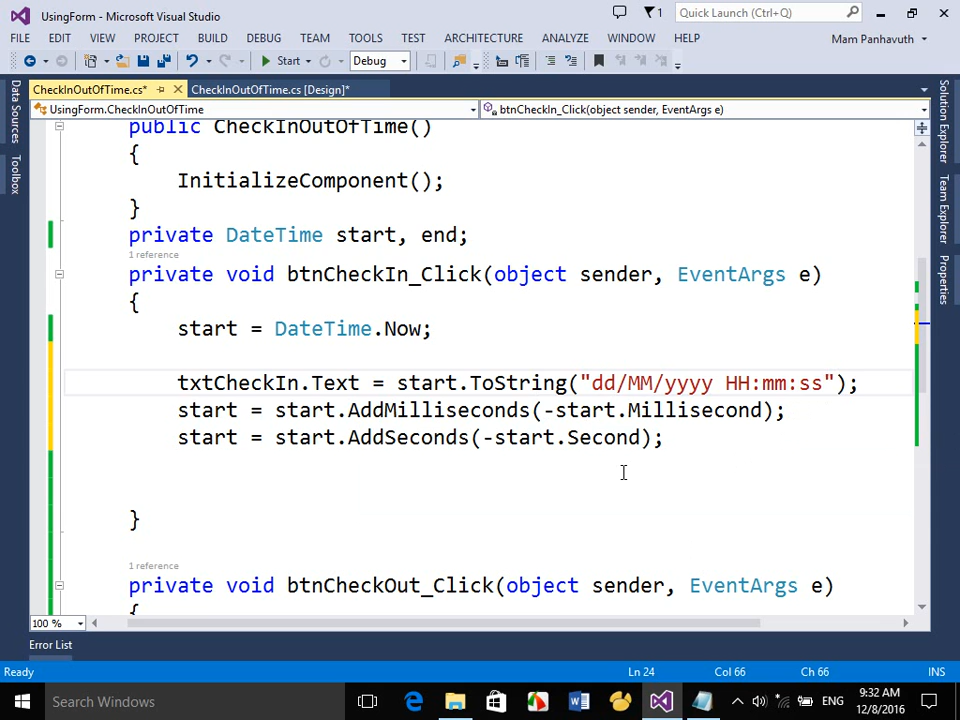 UsingForm - Microsoft Visual Studio
1
Quick Launch (Ctrl+Q)
FILE EDIT VIEW PROJECT BUILD DEBUG TEAM TOOLS TEST ARCHITECTURE ANALYZE WINDOW HELP
Mam Panhavuth
Start
Debug
CheckInOutOfTime.cs*
CheckInOutOfTime.cs [Design]*
UsingForm.CheckInOutOfTime
btnCheckIn_Click(object sender, EventArgs e)
Data Sources
Toolbox
Solution Explorer
Team Explorer
Properties
public CheckInOutOfTime()
{
InitializeComponent();
}
private DateTime start, end;
1 reference
private void btnCheckIn_Click(object sender, EventArgs e)
{
start = DateTime.Now;
txtCheckIn.Text = start.ToString("dd/MM/yyyy HH:mm:ss");
start = start.AddMilliseconds(-start.Millisecond);
start = start.AddSeconds(-start.Second);
}
1 reference
private void btnCheckOut_Click(object sender, EventArgs e)
{
100 %
Error List
Ready
Ln 24
Col 66
Ch 66
INS
Search Windows
ENG
9:32 AM
12/8/2016